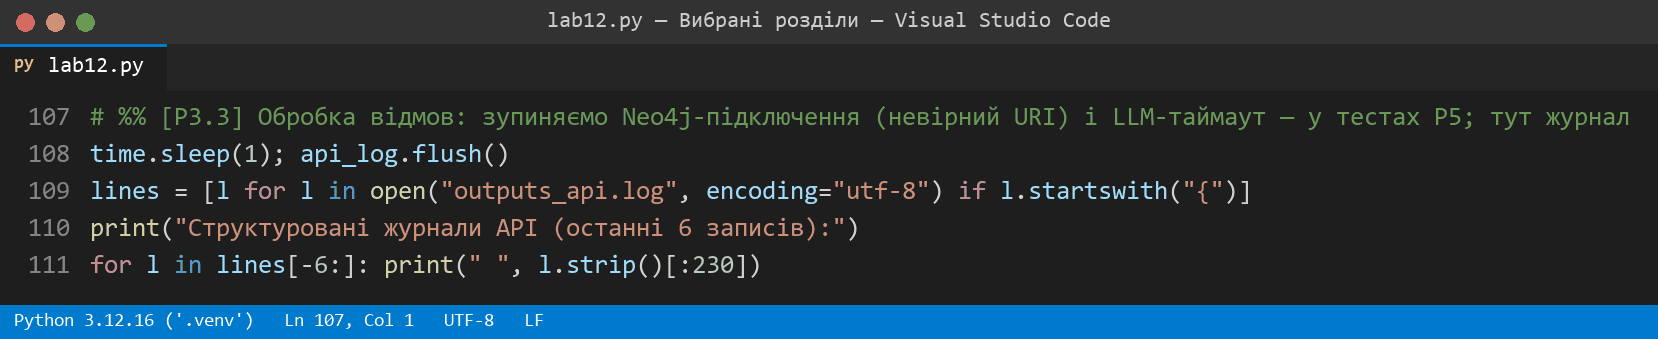 lab12.py — Вибрані розділи — Visual Studio Code
py lab12.py
107 # %% [P3.3] Обробка відмов: зупиняємо Neo4j-підключення (невірний URI) і LLM-таймаут — у тестах P5; тут журнал
108 time.sleep(1); api_log.flush()
109 lines = [l for l in open("outputs_api.log", encoding="utf-8") if l.startswith("{")]
110 print("Структуровані журнали API (останні 6 записів):")
111 for l in lines[-6:]: print(" ", l.strip()[:230])
Python 3.12.16 ('.venv') Ln 107, Col 1 UTF-8 LF